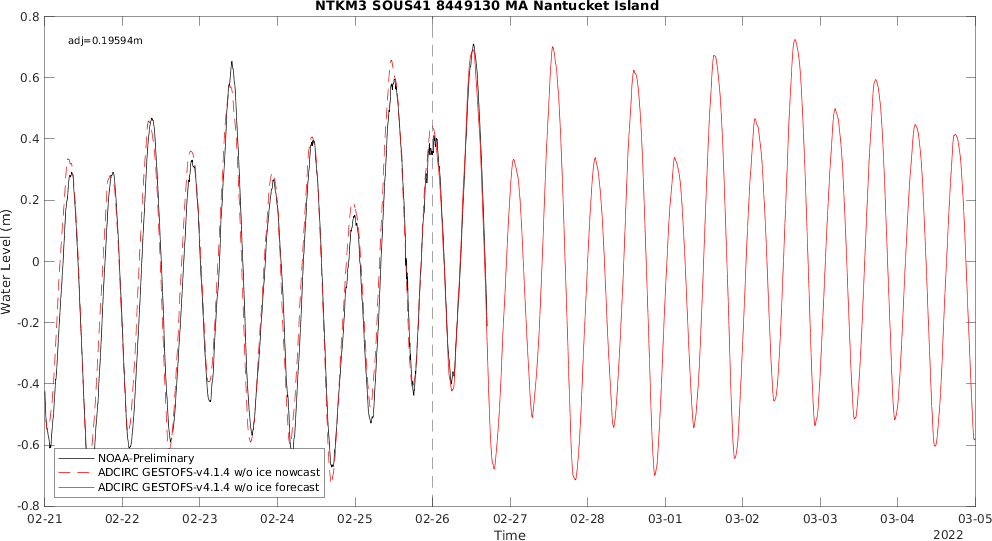 NTKM3 SOUS41 8449130 MA Nantucket Island
adj=0.19594m
0.8
0.6
0.4
0.2
0
-0.2
-0.4
-0.6
-0.8
Water Level (m)
NOAA-Preliminary
ADCIRC GESTOFS-v4.1.4 w/o ice nowcast
ADCIRC GESTOFS-v4.1.4 w/o ice forecast
02-21 02-22 02-23 02-24 02-25 02-26 02-27 02-28 03-01 03-02 03-03 03-04 03-05
Time
2022